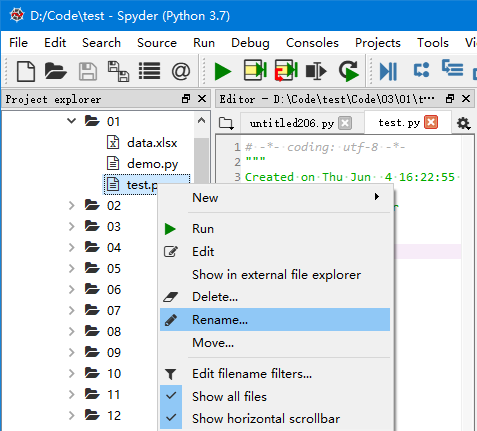 D:/Code\test - Spyder (Python 3.7)
File Edit Search Source Run Debug Consoles Projects Tools
Project explorer
Editor - D:\Code\test\Code\03\01\t...
01
data.xlsx
demo.py
test.p
02
03
04
05
06
07
08
09
10
11
12
untitled206.py test.py
1 # -*- coding: utf-8 -*-
2 """
3 Created on Thu Jun 4 16:22:55
New
Run
Edit
Show in external file explorer
Delete...
Rename...
Move...
Edit filename filters...
Show all files
Show horizontal scrollbar